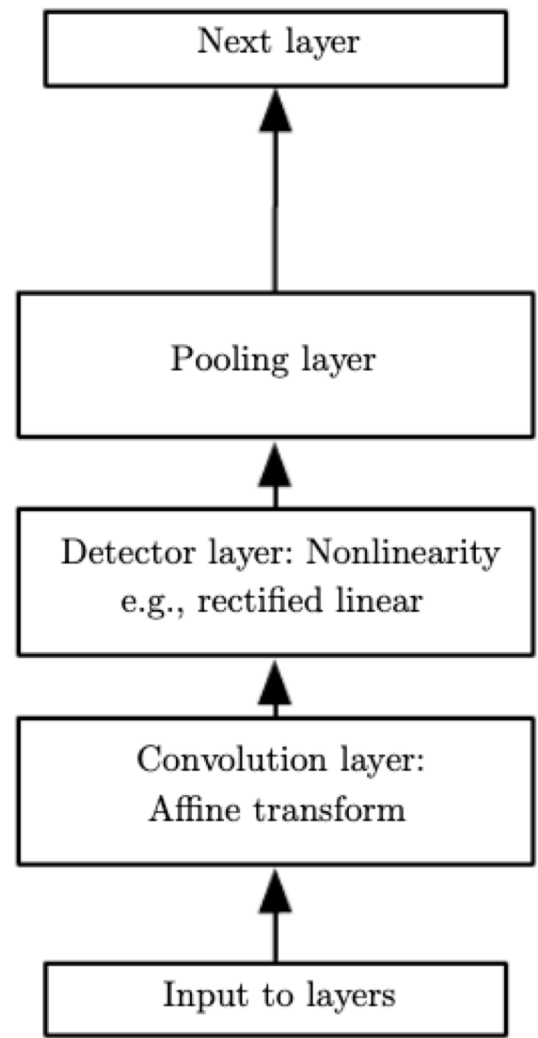 Next layer
Pooling layer
Detector layer: Nonlinearity
e.g., rectified linear
Convolution layer:
Affine transform
Input to layers